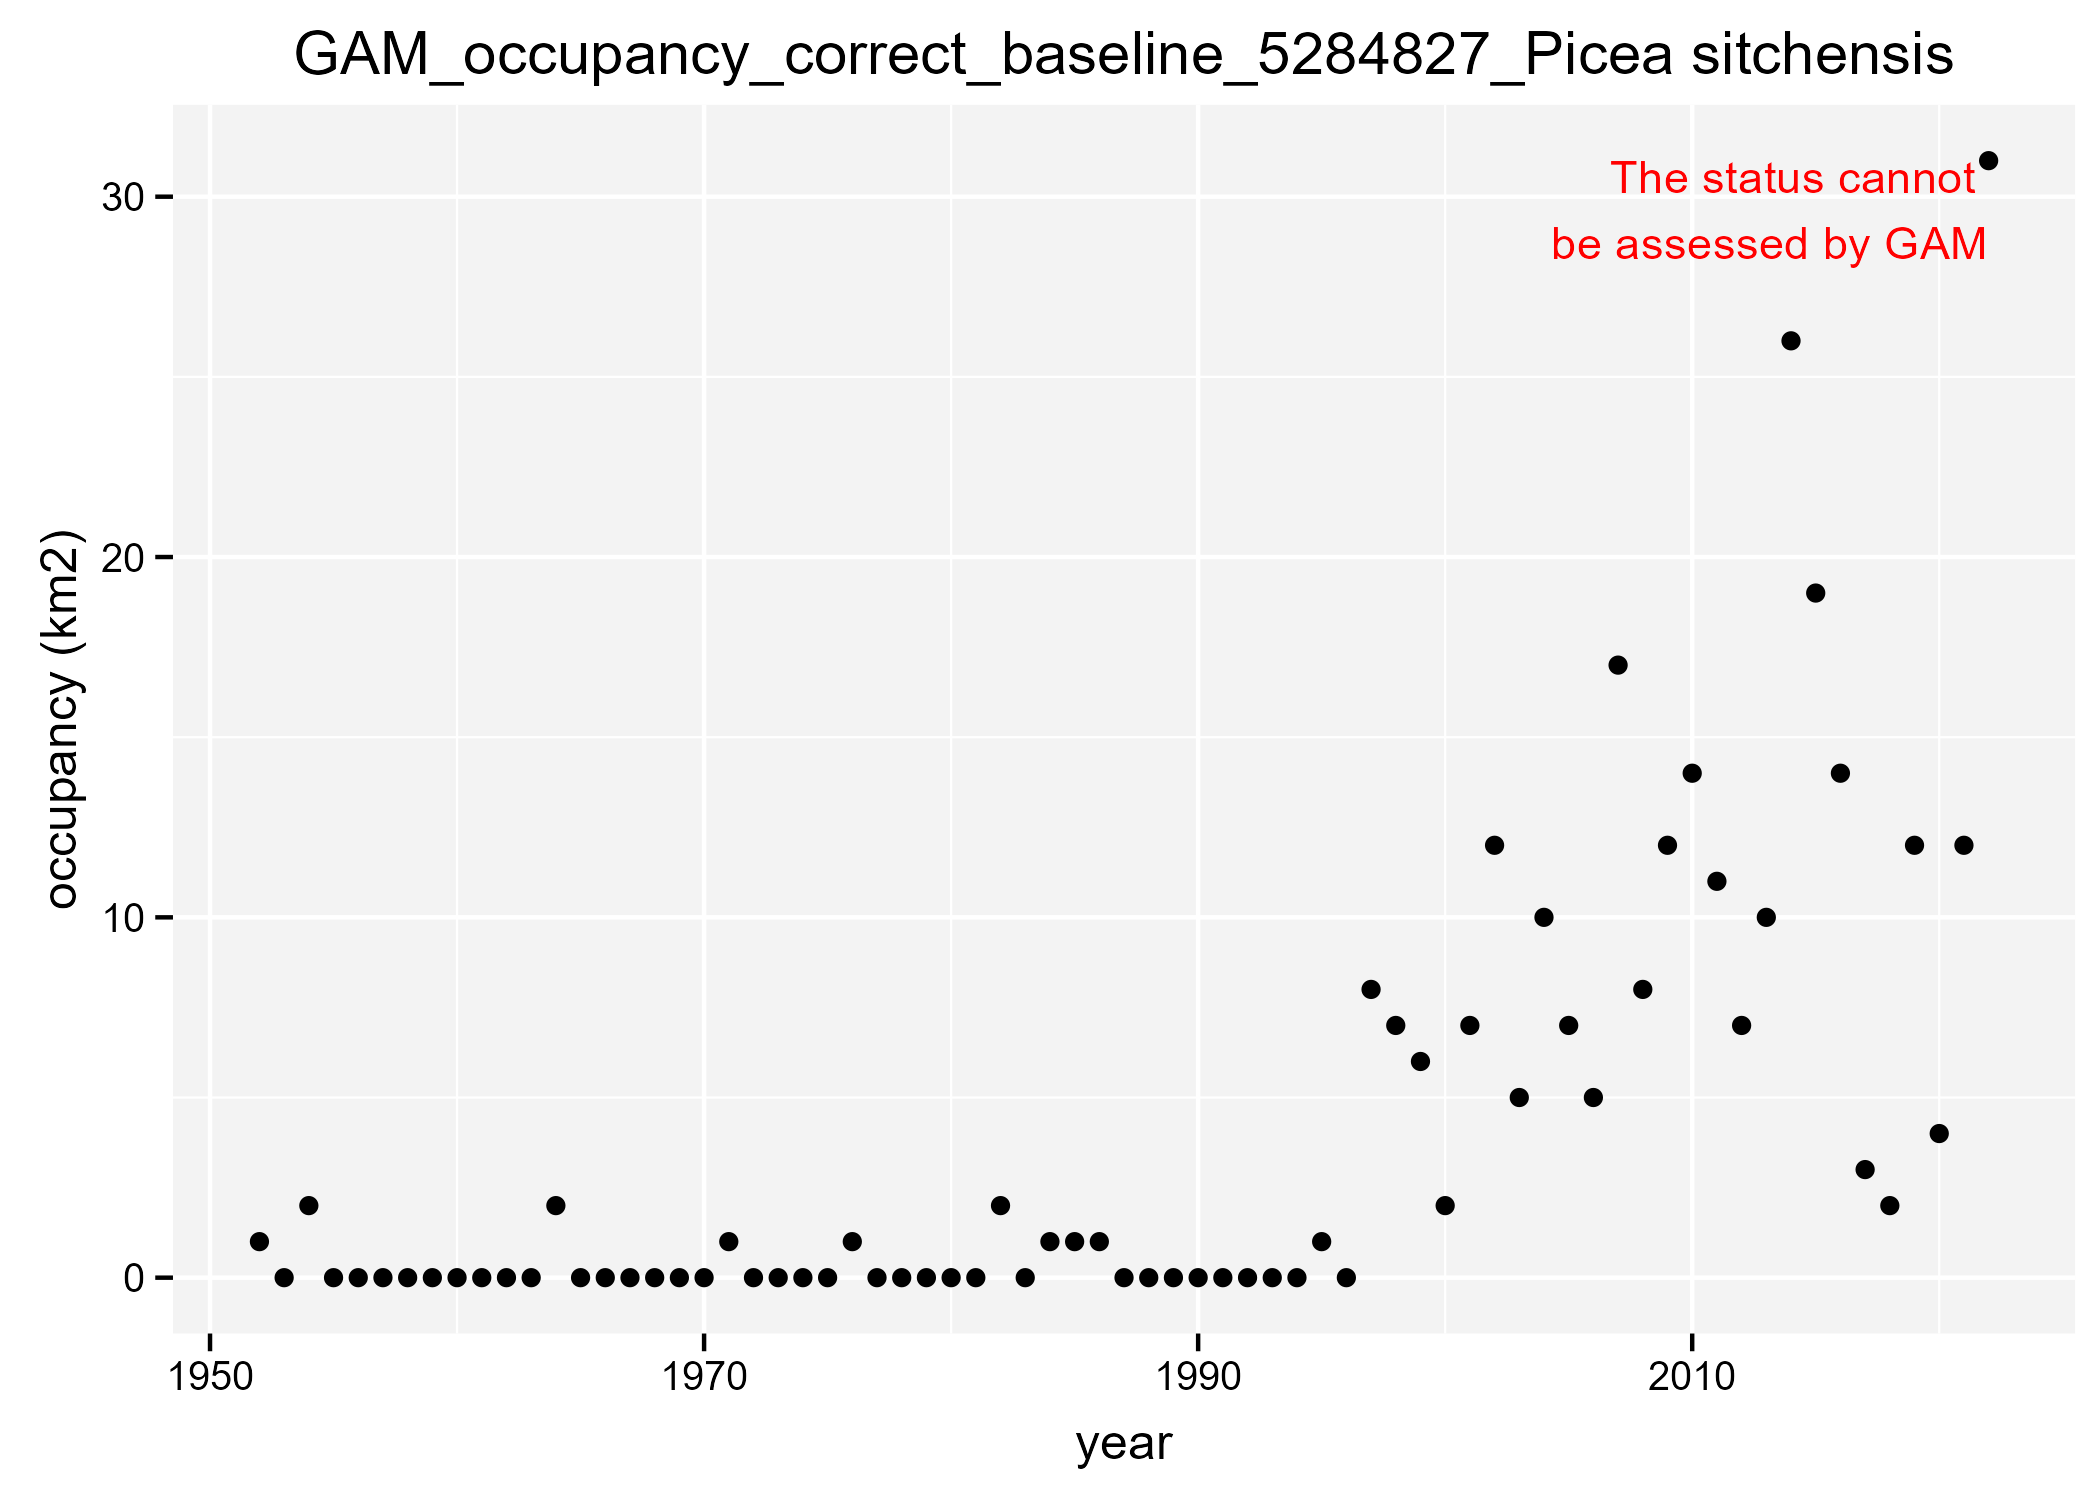 GAM_occupancy_correct_baseline_5284827_Picea sitchensis
The status cannot
be assessed by GAM
30
20
10
0
occupancy (km2)
1950 1970 1990 2010
year